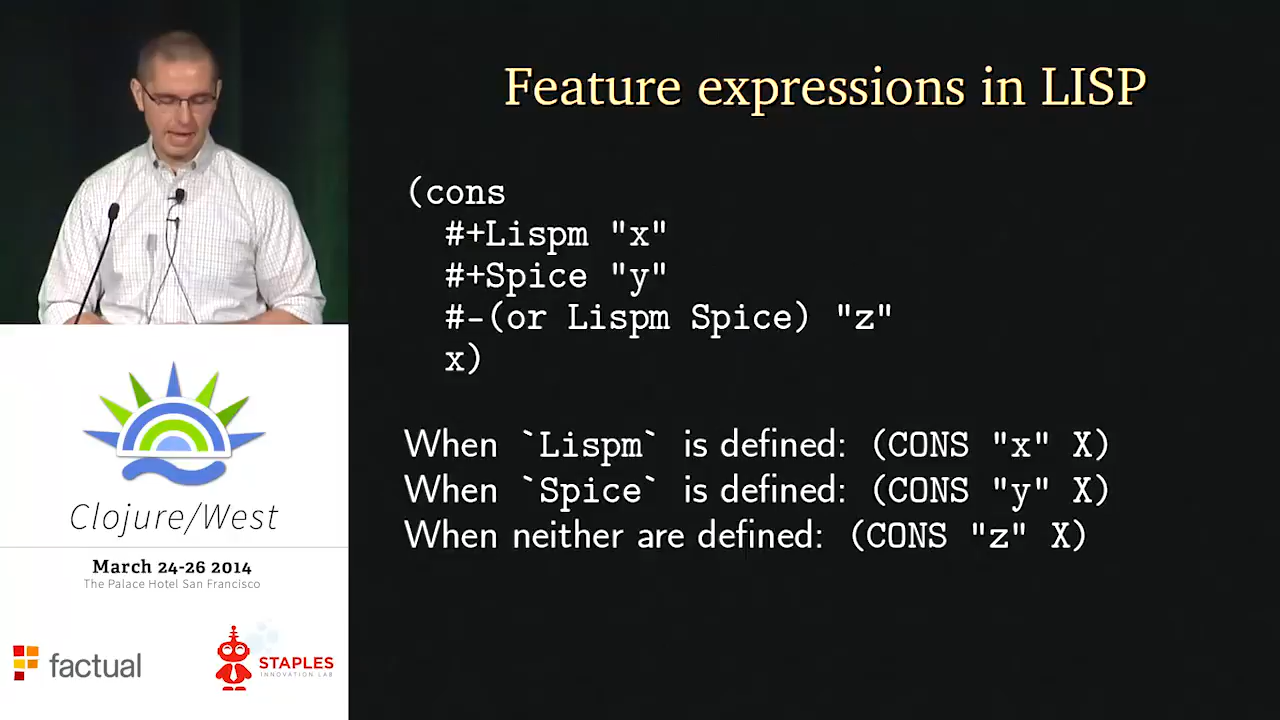 Feature expressions in LISP
(cons
#+Lispm "x"
#+Spice "y"
#-(or Lispm Spice) "z"
x)
When `Lispm` is defined: (CONS "x" X)
When `Spice` is defined: (CONS "y" X)
When neither are defined: (CONS "z" X)
Clojure/West
March 24-26 2014
The Palace Hotel San Francisco
factual
STAPLES
INNOVATION LAB